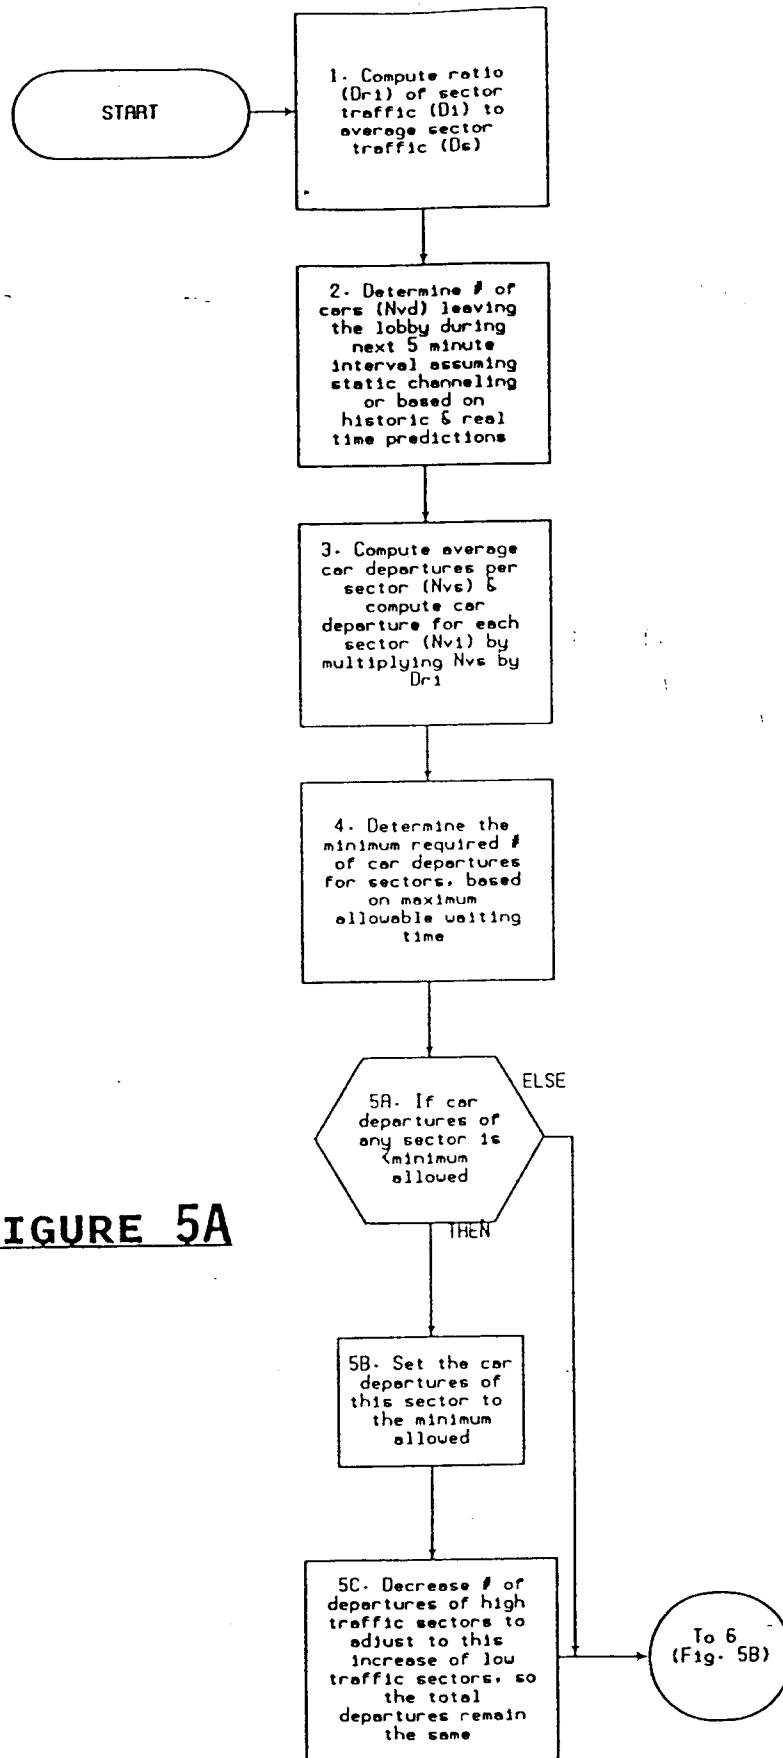 START
1. Compute ratio
(Dri) of sector
traffic (Di) to
average sector
traffic (Ds)
2. Determine # of
cars (Nvd) leaving
the lobby during
next 5 minute
interval assuming
static channeling
or based on
historic & real
time predictions
3. Compute average
car departures per
sector (Nvs) &
compute car
departure for each
sector (Nvi) by
multiplying Nvs by
Dri
4. Determine the
minimum required #
of car departures
for sectors, based
on maximum
allowable waiting
time
5A. If car
departures of
any sector is
<minimum
allowed
ELSE
THEN
IGURE 5A
5B. Set the car
departures of
this sector to
the minimum
allowed
5C. Decrease # of
departures of high
traffic sectors to
adjust to this
increase of low
traffic sectors, so
the total
departures remain
the same
To 6
(Fig. 5B)